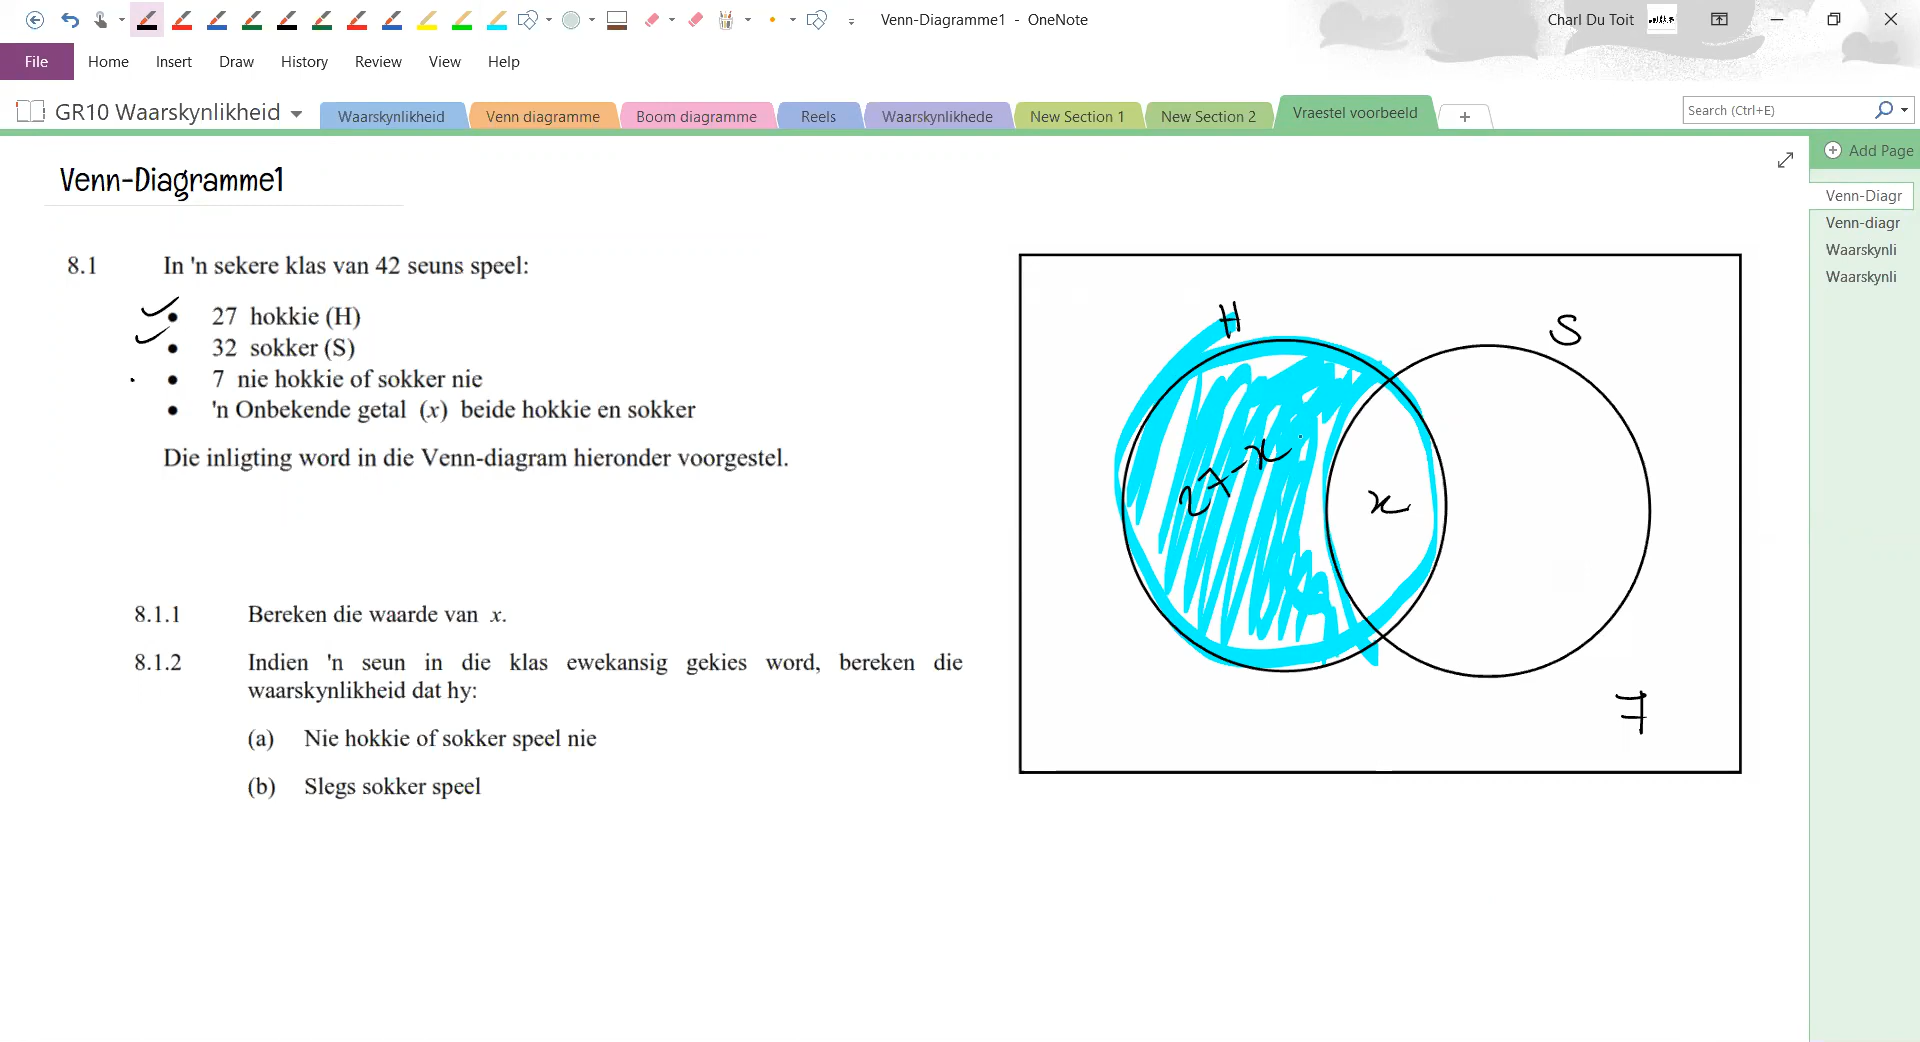 Venn-Diagramme1 - OneNote
Charl Du Toit
File Home Insert Draw History Review View Help
GR10 Waarskynlikheid
Waarskynlikheid Venn diagramme Boom diagramme Reels Waarskynlikhede New Section 1 New Section 2 Vraestel voorbeeld +
Search (Ctrl+E)
Add Page
Venn-Diagr
Venn-diagr
Waarskynli
Waarskynli
Venn-Diagramme1
8.1 In 'n sekere klas van 42 seuns speel:
• 27 hokkie (H)
• 32 sokker (S)
• 7 nie hokkie of sokker nie
• 'n Onbekende getal (x) beide hokkie en sokker
Die inligting word in die Venn-diagram hieronder voorgestel.
8.1.1 Bereken die waarde van x.
8.1.2 Indien 'n seun in die klas ewekansig gekies word, bereken die
waarskynlikheid dat hy:
(a) Nie hokkie of sokker speel nie
(b) Slegs sokker speel
H
S
27-x
x
7